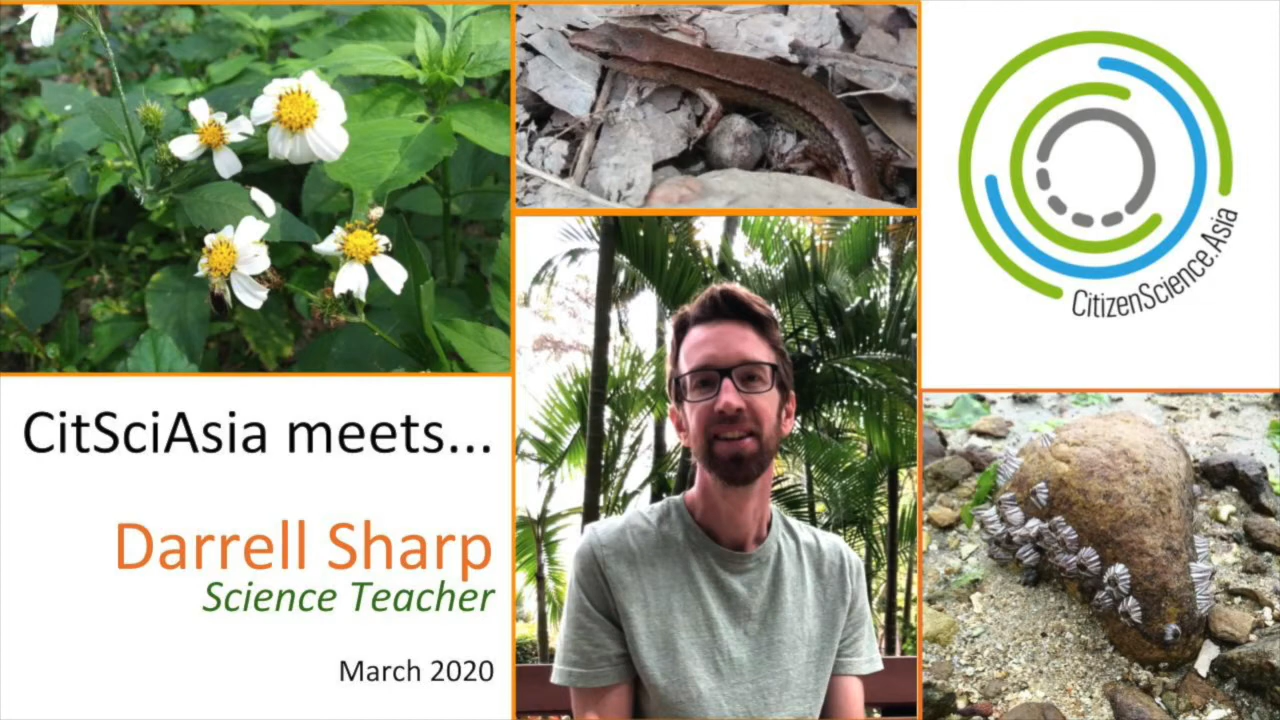 CitSciAsia meets...
Darrell Sharp
Science Teacher
March 2020
CitizenScience.Asia